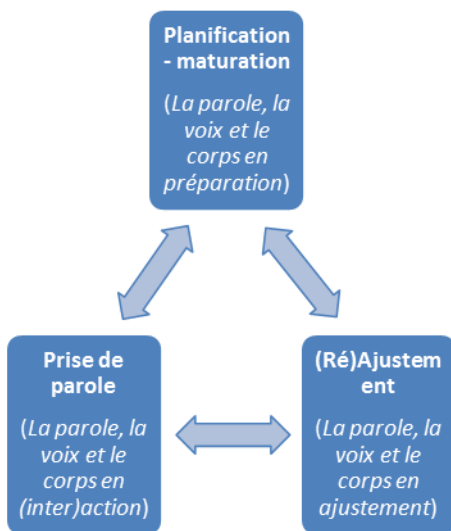 Planification
- maturation
(La parole, la
voix et le
corps en
préparation)
Prise de
parole
(La parole, la
voix et le
corps en
(inter)action)
(Ré)Ajustem
ent
(La parole, la
voix et le
corps en
ajustement)